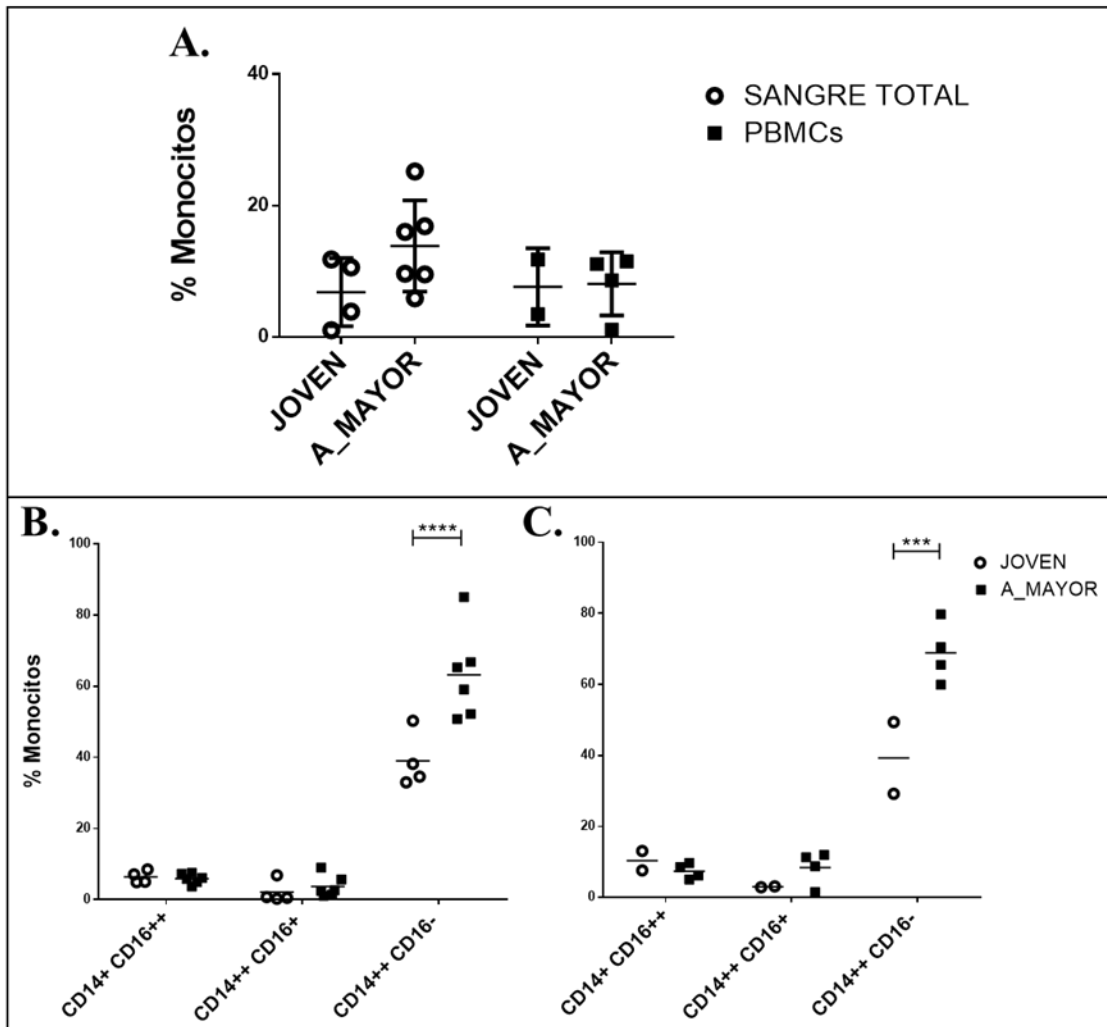 A.
40
20
0
% Monocitos
SANGRE TOTAL
PBMCs
JOVEN
A_MAYOR
JOVEN
A_MAYOR
B.
100
80
60
40
20
0
% Monocitos
****
CD14+ CD16++
CD14++ CD16+
CD14++ CD16-
C.
100
80
60
40
20
0
***
JOVEN
A_MAYOR
CD14+ CD16++
CD14++ CD16+
CD14++ CD16-